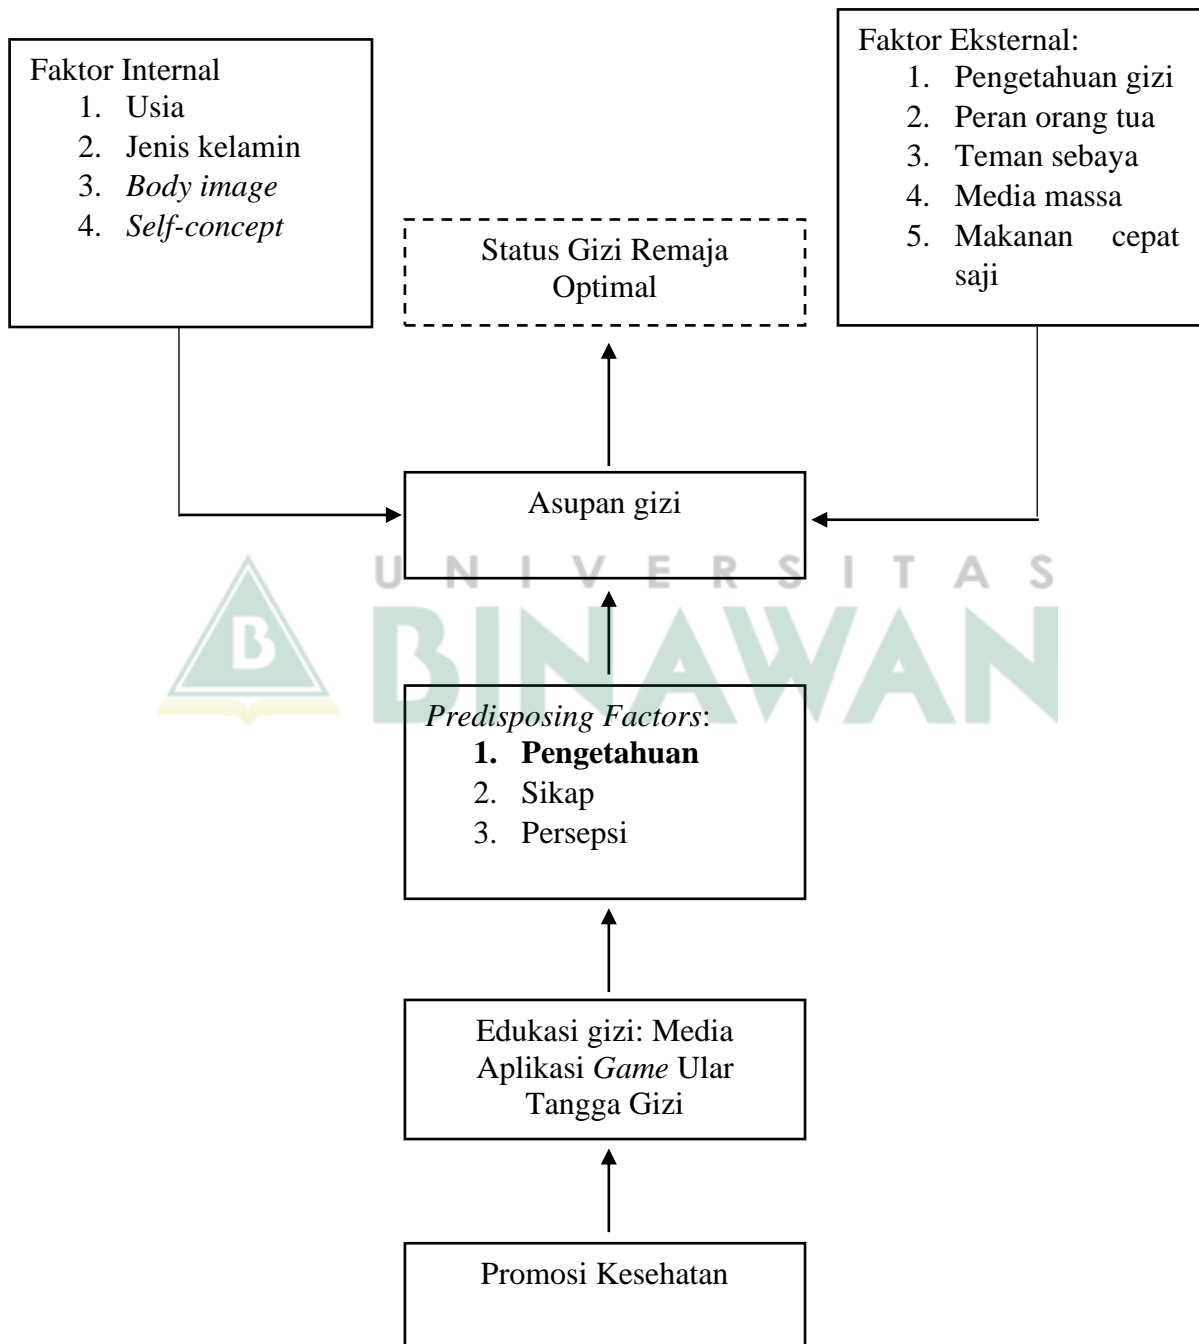 Faktor Internal
1. Usia
2. Jenis kelamin
3. Body image
4. Self-concept
Faktor Eksternal:
1. Pengetahuan gizi
2. Peran orang tua
3. Teman sebaya
4. Media massa
5. Makanan cepat
saji
Status Gizi Remaja
Optimal
Asupan gizi
UNIVERSITAS
B BINAWAN
Predisposing Factors:
1. Pengetahuan
2. Sikap
3. Persepsi
Edukasi gizi: Media
Aplikasi Game Ular
Tangga Gizi
Promosi Kesehatan